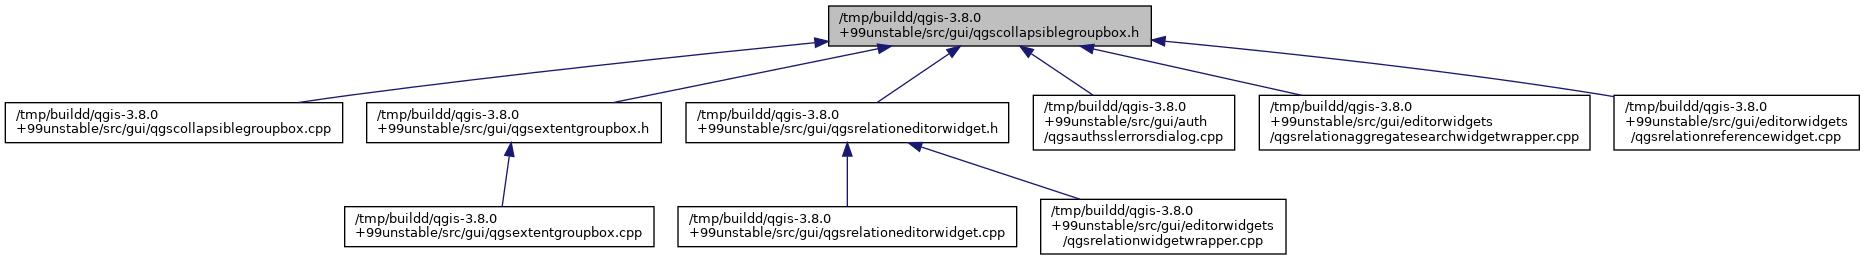 /tmp/buildd/qgis-3.8.0
+99unstable/src/gui/qgscollapsiblegroupbox.h
/tmp/buildd/qgis-3.8.0
+99unstable/src/gui/qgscollapsiblegroupbox.cpp
/tmp/buildd/qgis-3.8.0
+99unstable/src/gui/qgsextentgroupbox.h
/tmp/buildd/qgis-3.8.0
+99unstable/src/gui/qgsrelationeditorwidget.h
/tmp/buildd/qgis-3.8.0
+99unstable/src/gui/auth
/qgsauthsslerrorsdialog.cpp
/tmp/buildd/qgis-3.8.0
+99unstable/src/gui/editorwidgets
/qgsrelationaggregatesearchwidgetwrapper.cpp
/tmp/buildd/qgis-3.8.0
+99unstable/src/gui/editorwidgets
/qgsrelationreferencewidget.cpp
/tmp/buildd/qgis-3.8.0
+99unstable/src/gui/qgsextentgroupbox.cpp
/tmp/buildd/qgis-3.8.0
+99unstable/src/gui/qgsrelationeditorwidget.cpp
/tmp/buildd/qgis-3.8.0
+99unstable/src/gui/editorwidgets
/qgsrelationwidgetwrapper.cpp